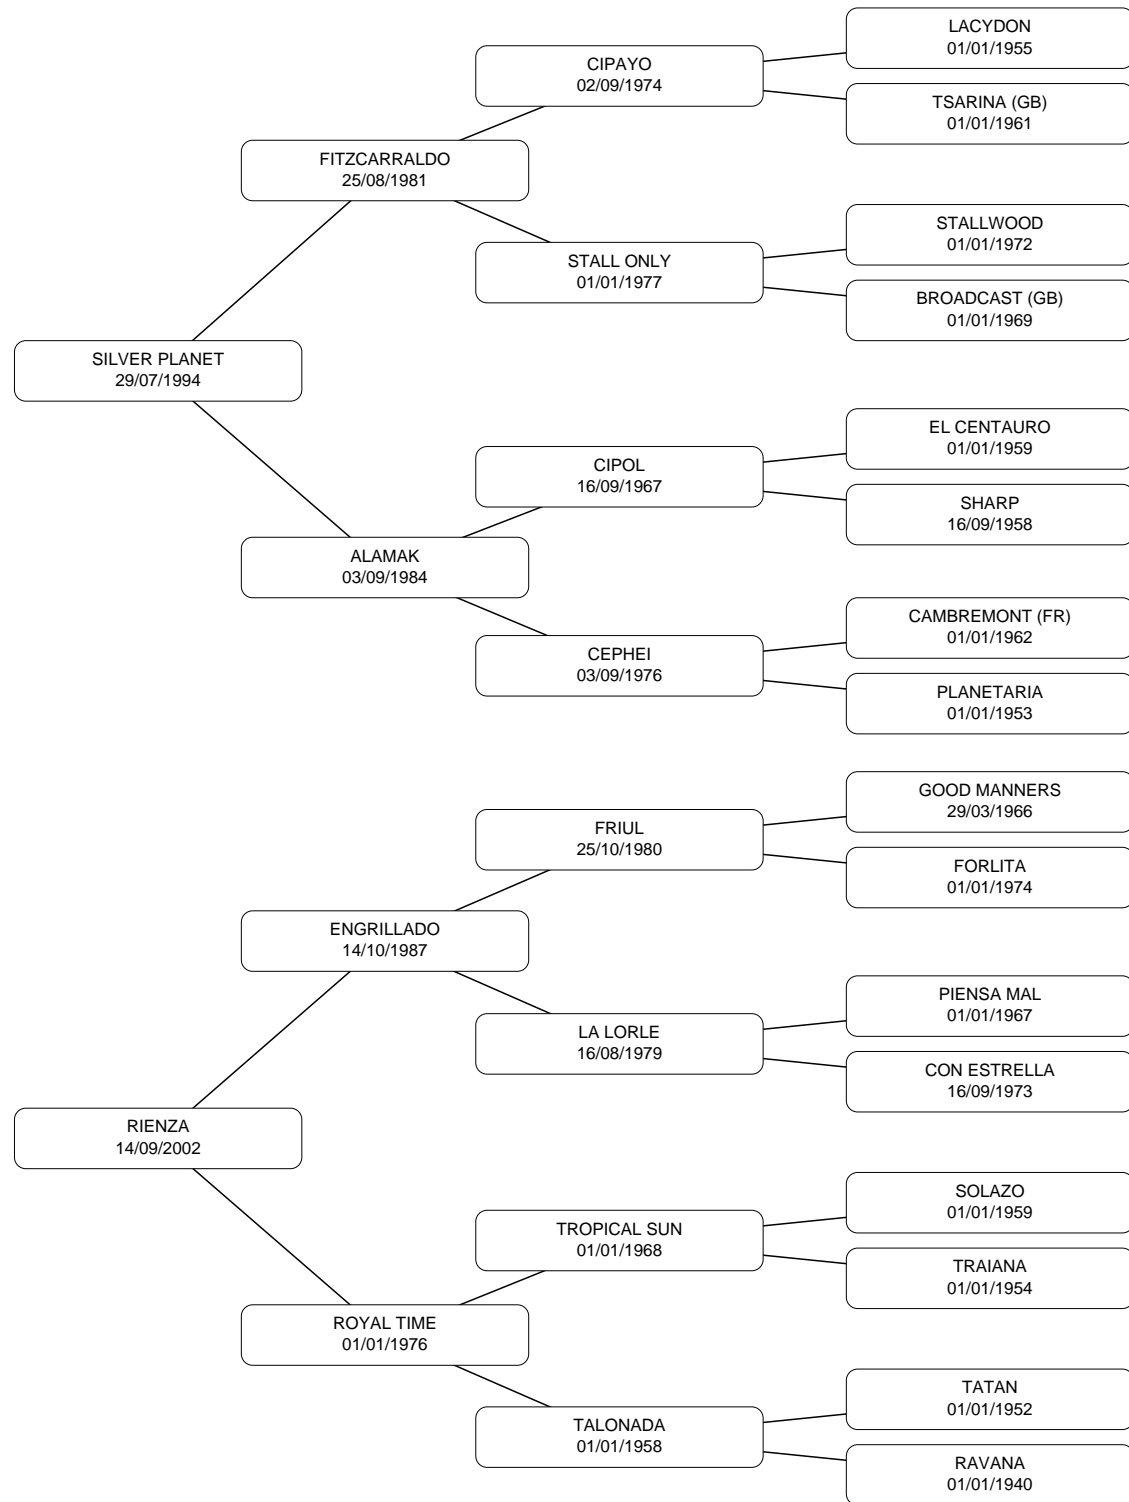 LACYDON
01/01/1955
CIPAYO
02/09/1974
TSARINA (GB)
01/01/1961
FITZCARRALDO
25/08/1981
STALLWOOD
01/01/1972
STALL ONLY
01/01/1977
BROADCAST (GB)
01/01/1969
SILVER PLANET
29/07/1994
EL CENTAURO
01/01/1959
CIPOL
16/09/1967
SHARP
16/09/1958
ALAMAK
03/09/1984
CAMBREMONT (FR)
01/01/1962
CEPHEI
03/09/1976
PLANETARIA
01/01/1953
GOOD MANNERS
29/03/1966
FRIUL
25/10/1980
FORLITA
01/01/1974
ENGRILLADO
14/10/1987
PIENSA MAL
01/01/1967
LA LORLE
16/08/1979
CON ESTRELLA
16/09/1973
RIENZA
14/09/2002
SOLAZO
01/01/1959
TROPICAL SUN
01/01/1968
TRAIANA
01/01/1954
ROYAL TIME
01/01/1976
TATAN
01/01/1952
TALONADA
01/01/1958
RAVANA
01/01/1940